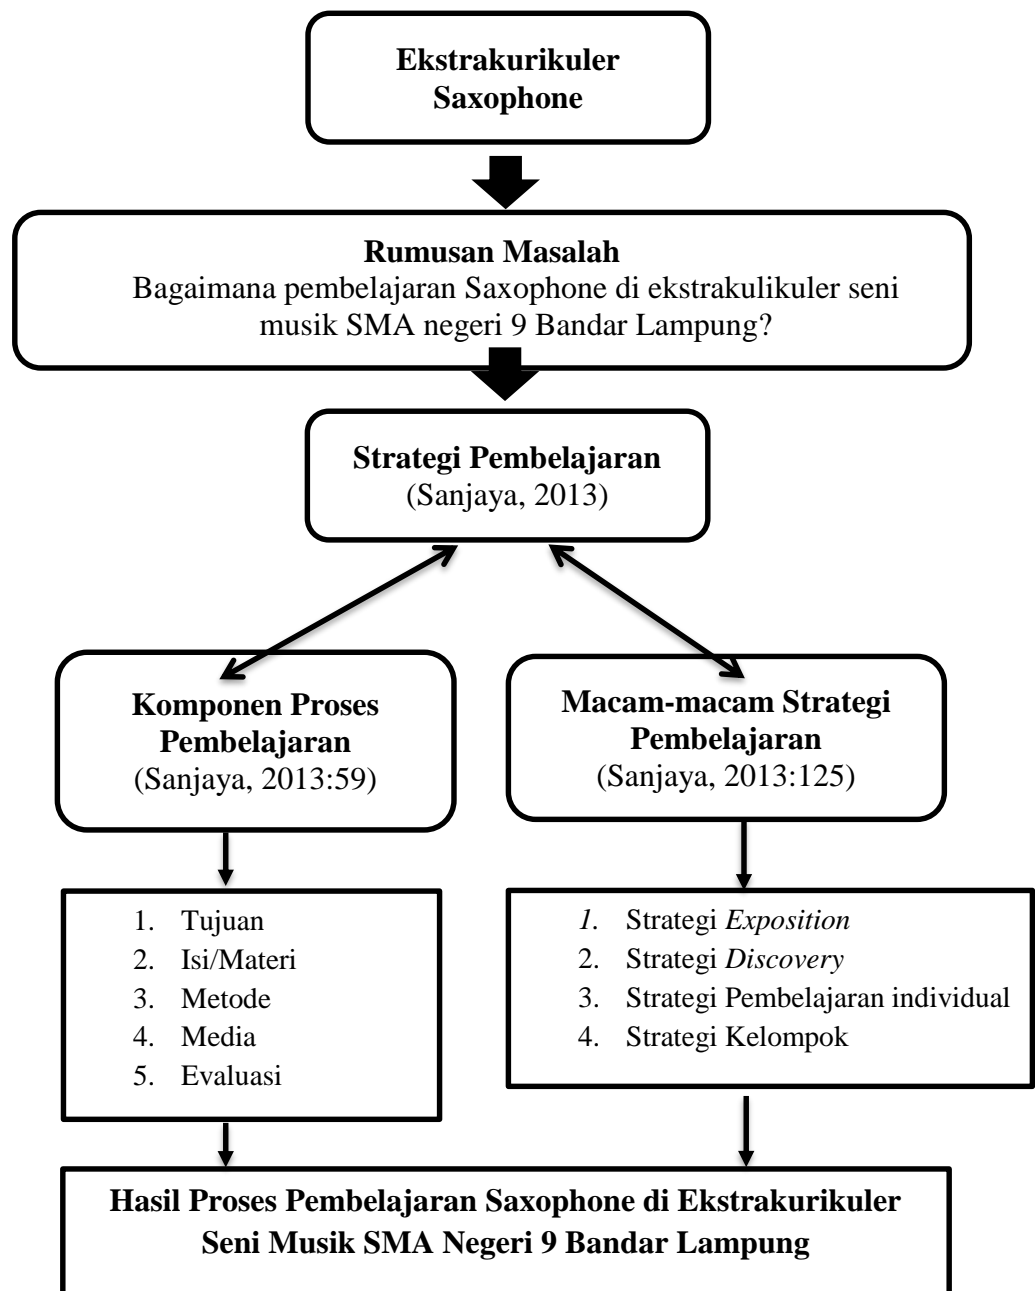 Ekstrakurikuler
Saxophone
Rumusan Masalah
Bagaimana pembelajaran Saxophone di ekstrakulikuler seni
musik SMA negeri 9 Bandar Lampung?
Strategi Pembelajaran
(Sanjaya, 2013)
Komponen Proses
Pembelajaran
(Sanjaya, 2013:59)
Macam-macam Strategi
Pembelajaran
(Sanjaya, 2013:125)
1. Tujuan
2. Isi/Materi
3. Metode
4. Media
5. Evaluasi
1. Strategi Exposition
2. Strategi Discovery
3. Strategi Pembelajaran individual
4. Strategi Kelompok
Hasil Proses Pembelajaran Saxophone di Ekstrakurikuler
Seni Musik SMA Negeri 9 Bandar Lampung